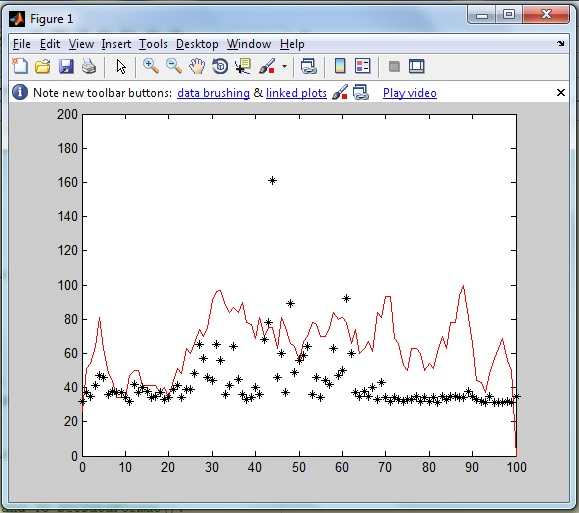 Figure 1
File Edit View Insert Tools Desktop Window Help
Note new toolbar buttons: data brushing & linked plots Play video
200
180
160
140
120
100
80
60
40
20
0
0 10 20 30 40 50 60 70 80 90 100